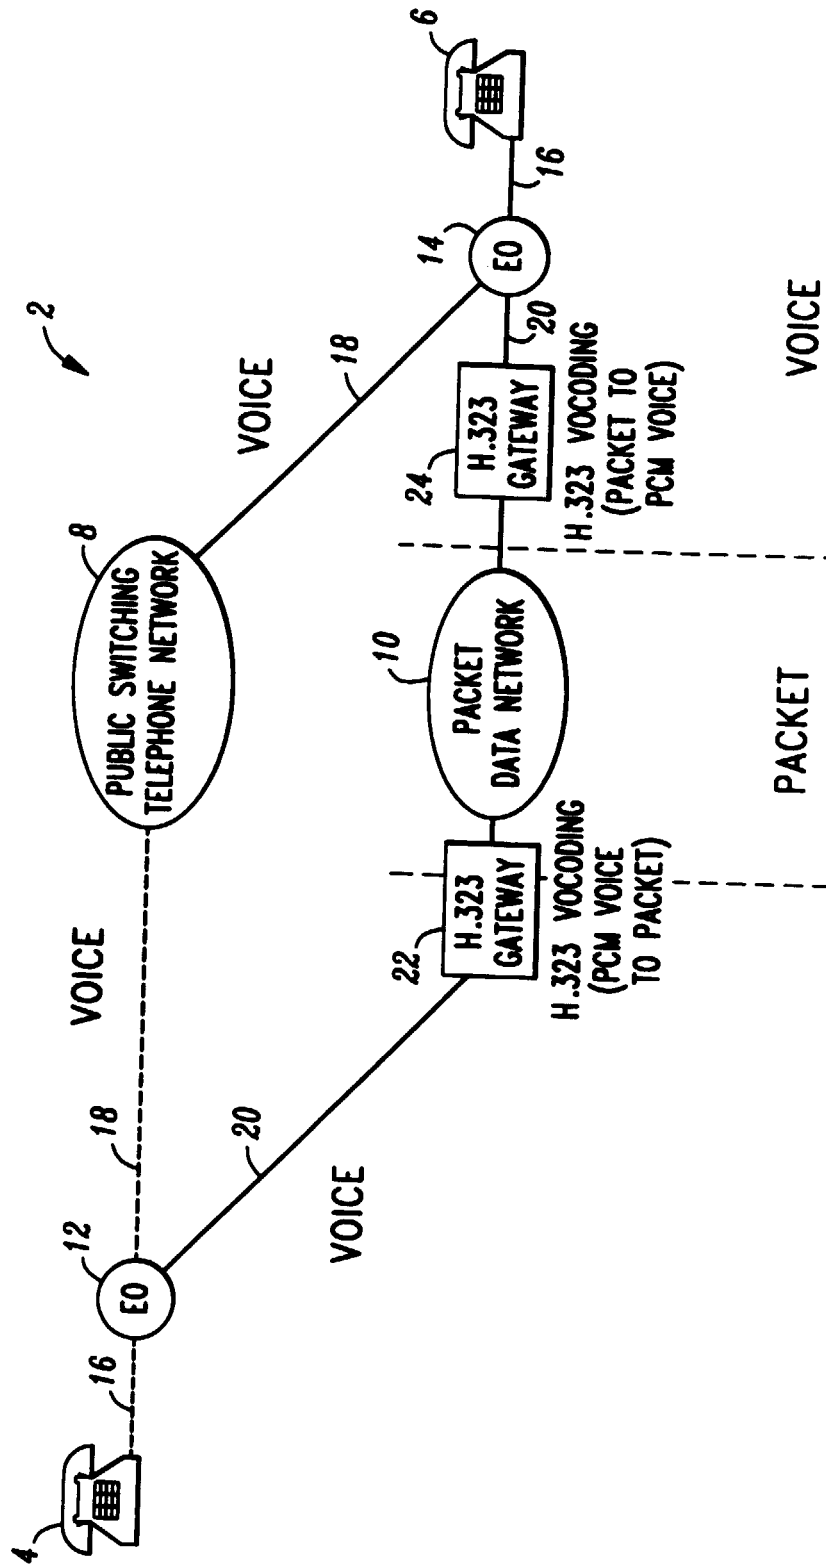 2
8
PUBLIC SWITCHING
TELEPHONE NETWORK
VOICE
18
VOICE
18
12
EO
16
4
20
VOICE
22
H.323
GATEWAY
H.323 VOCODING
(PCM VOICE
TO PACKET)
10
PACKET
DATA NETWORK
24
H.323
GATEWAY
H.323 VOCODING
(PACKET TO
PCM VOICE)
20
14
EO
16
6
PACKET
VOICE